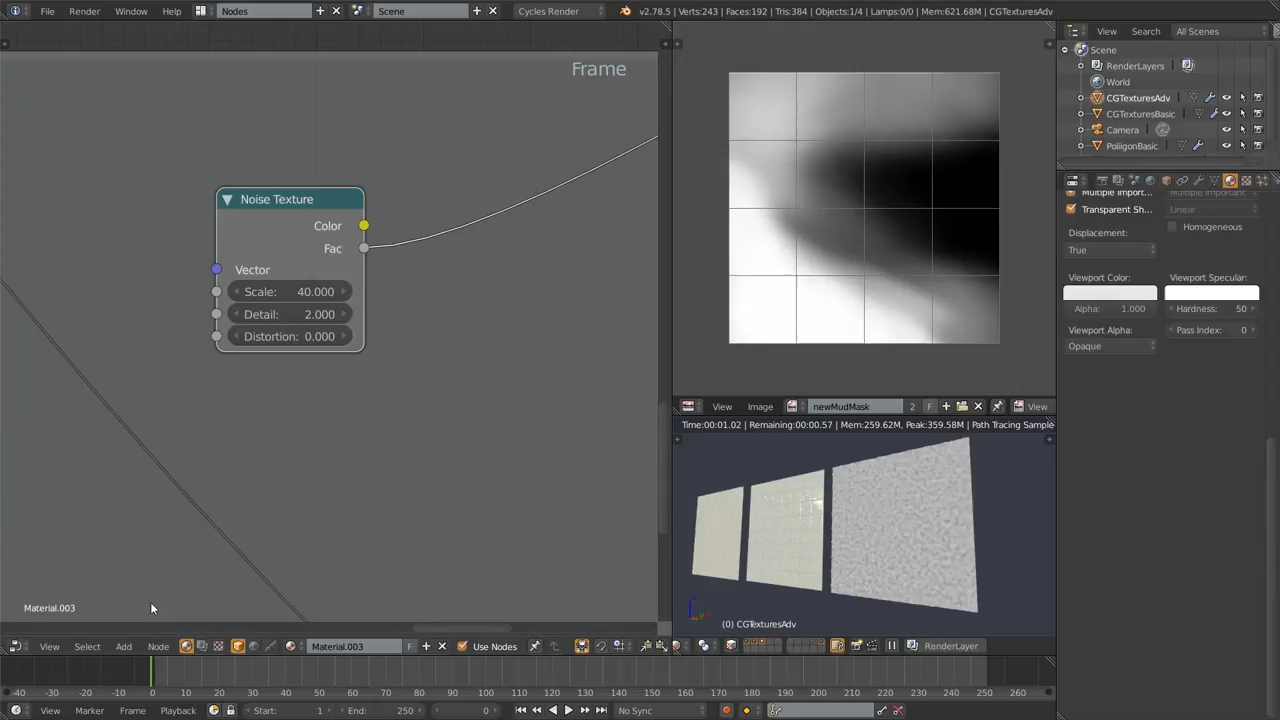 File Render Window Help Nodes Scene Cycles Render v2.78.5 | Verts:243 | Faces:192 | Tris:384 | Objects:1/4 | Lamps:0/0 | Mem:621.68M | CGTexturesAdv
View Search All Scenes
Frame
Scene
RenderLayers
World
CGTexturesAdv
CGTexturesBasic
Camera
PoliigonBasic
Noise Texture
Color
Fac
Vector
Scale: 40.000
Detail: 2.000
Distortion: 0.000
Multiple Import... Multiple Important...
Transparent Sh... Linear
Homogeneous
Displacement:
True
Viewport Color: Viewport Specular:
Alpha: 1.000 Hardness: 50
Viewport Alpha: Pass Index: 0
Opaque
View Image newMudMask 2 F View
Time:00:01.02 | Remaining:00:00.57 | Mem:259.62M, Peak:359.58M | Path Tracing Sample
(0) CGTexturesAdv
Material.003
View Select Add Node Material.003 F Use Nodes RenderLayer
-40 -30 -20 -10 0 10 20 30 40 50 60 70 80 90 100 110 120 130 140 150 160 170 180 190 200 210 220 230 240 250 260
View Marker Frame Playback Start: 1 End: 250 0 No Sync